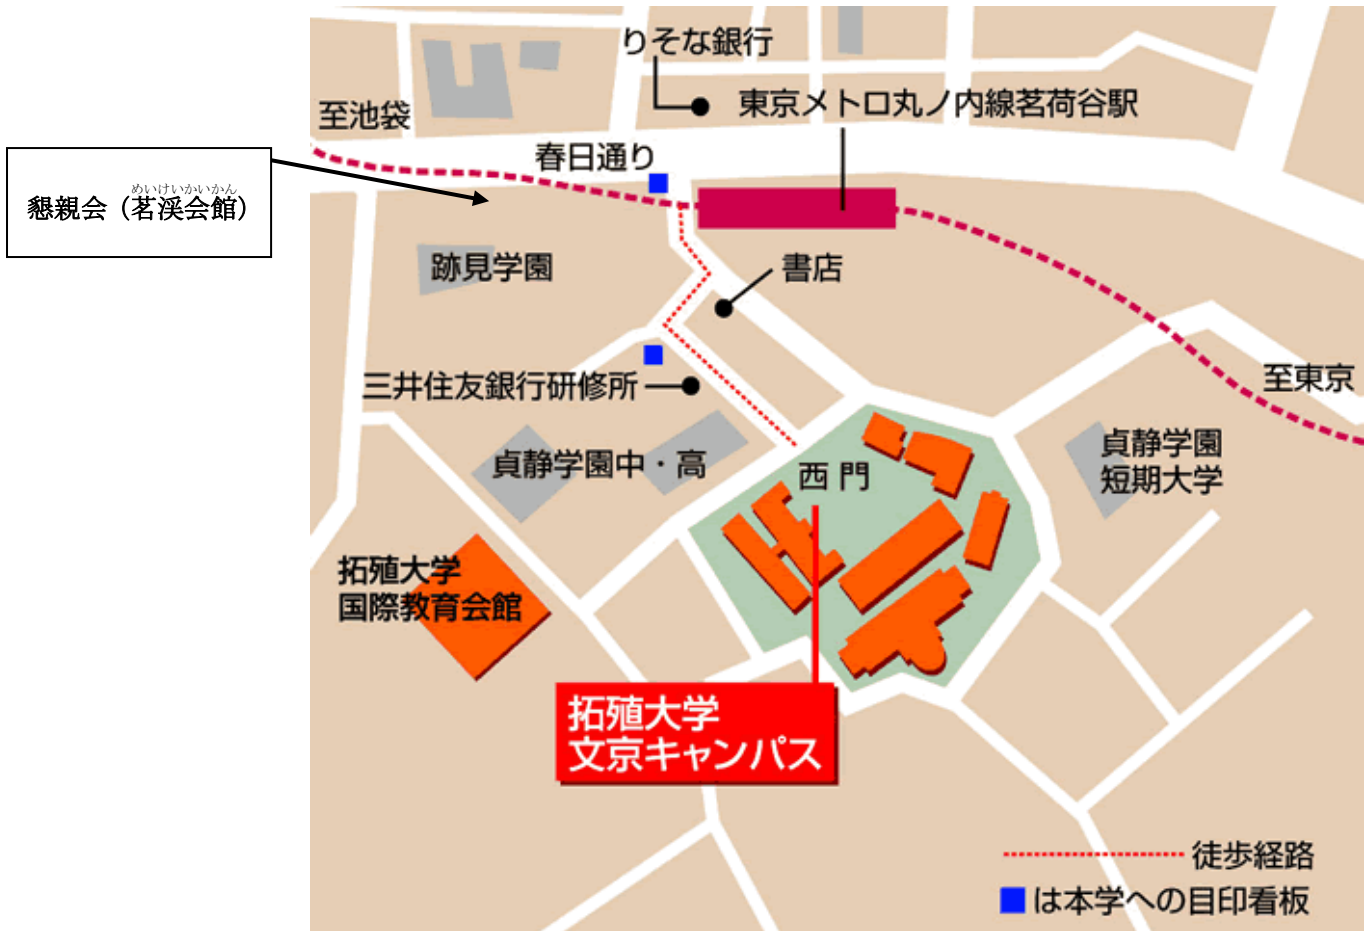 りそな銀行
東京メトロ丸ノ内線茗荷谷駅
至池袋
春日通り
めいけいかいかん
懇親会（茗渓会館）
跡見学園
書店
三井住友銀行研修所
至東京
貞静学園中・高
西門
貞静学園
短期大学
拓殖大学
国際教育会館
拓殖大学
文京キャンパス
徒歩経路
は本学への目印看板